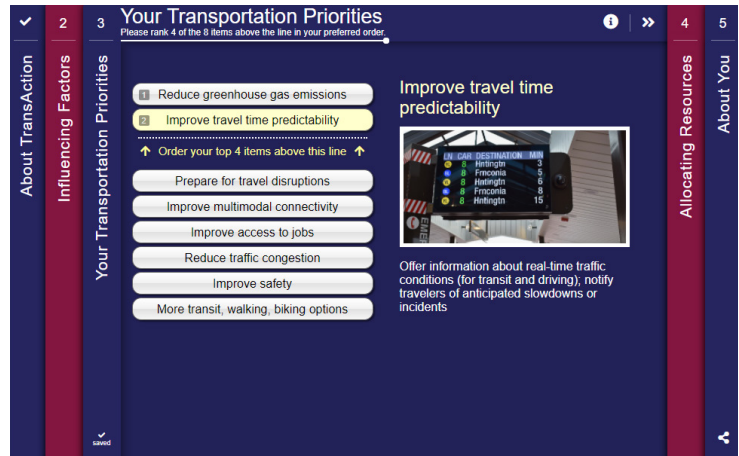 2
3
Your Transportation Priorities
Please rank 4 of the 8 items above the line in your preferred order.
4
5
About TransAction
Influencing Factors
Your Transportation Priorities
saved
1 Reduce greenhouse gas emissions
2 Improve travel time predictability
Order your top 4 items above this line
Prepare for travel disruptions
Improve multimodal connectivity
Improve access to jobs
Reduce traffic congestion
Improve safety
More transit, walking, biking options
Improve travel time
predictability
LN CAR DESTINATION MIN
8 Hntingtn 3
8 Frnconia 5
8 Hntingtn 6
8 Frnconia 8
8 Hntingtn 15
EME
Offer information about real-time traffic
conditions (for transit and driving); notify
travelers of anticipated slowdowns or
incidents
Allocating Resources
About You